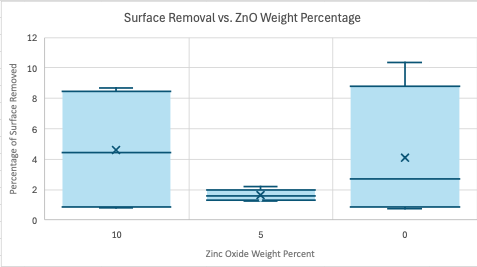 Surface Removal vs. ZnO Weight Percentage
12
10
8
6
4
2
0
Percentage of Surface Removed
10 5 0
Zinc Oxide Weight Percent